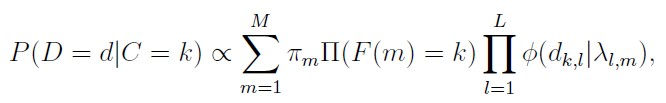 P(D = d|C = k) ∝ ∑_{m=1}^{M} π_m Π(F(m) = k) ∏_{l=1}^{L} ϕ(d_{k,l}|λ_{l,m}),